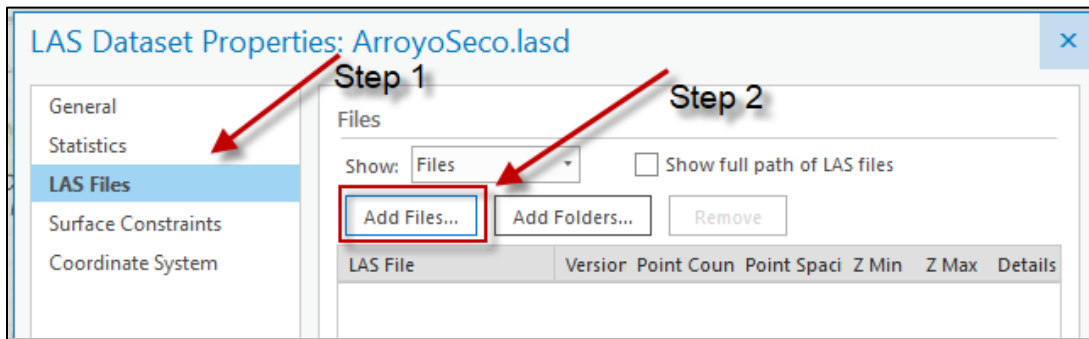 LAS Dataset Properties: ArroyoSeco.lasd
Step 1
Step 2
General
Statistics
LAS Files
Surface Constraints
Coordinate System
Files
Show: Files
Show full path of LAS files
Add Files... Add Folders... Remove
LAS File Version Point Coun Point Spaci Z Min Z Max Details